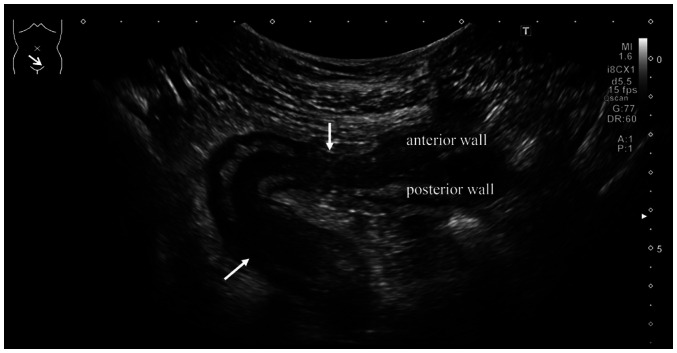 T
MI
1.6
0
i8CX1
d5.5
15 fps
φscan
G:77
DR:60
A:1
P:1
anterior wall
posterior wall
5